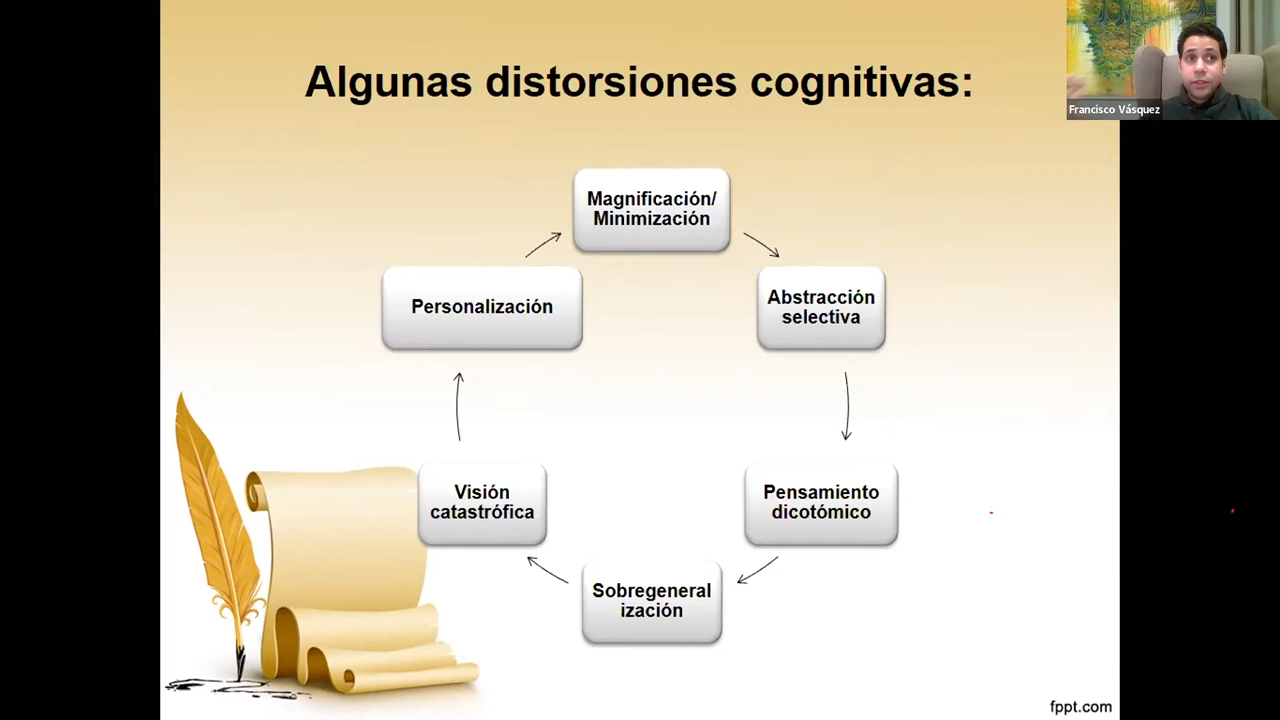 Algunas distorsiones cognitivas:
Francisco Vásquez
Magnificación/
Minimización
Abstracción
selectiva
Pensamiento
dicotómico
Sobregeneral
ización
Visión
catastrófica
Personalización
fppt.com